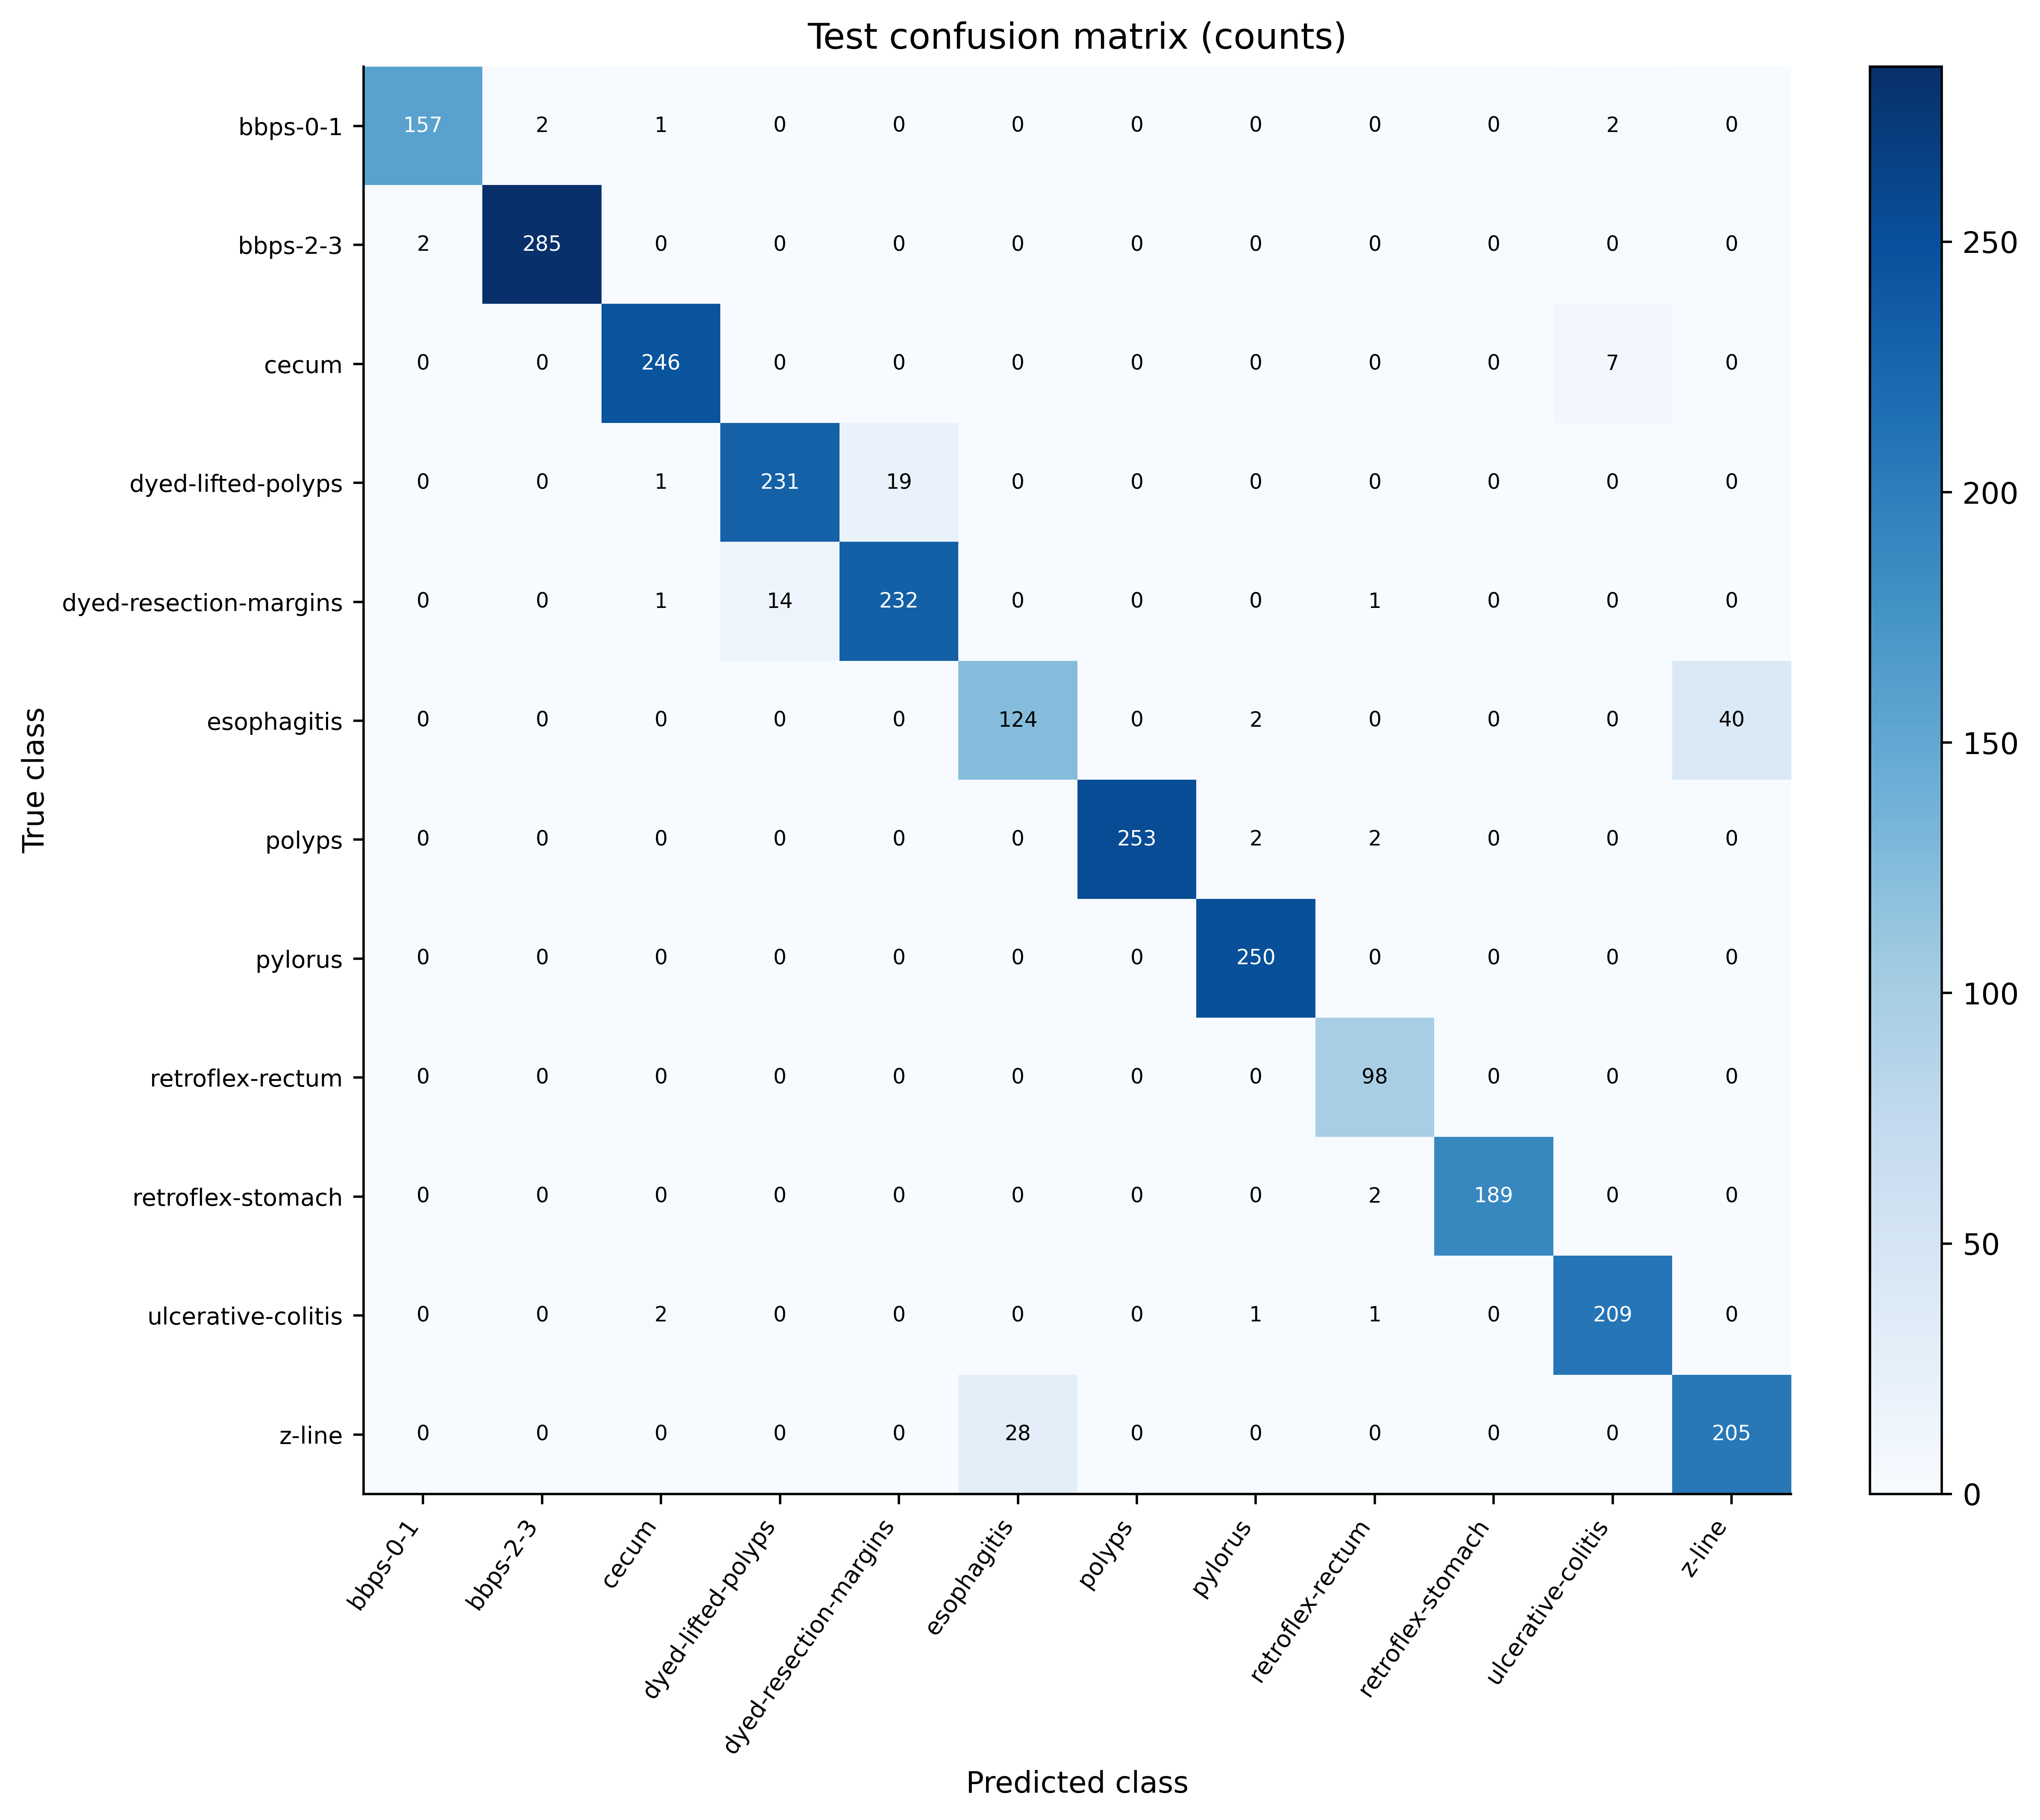 Test confusion matrix (counts)
bbps-0-1 157 2 1 0 0 0 0 0 0 0 2 0
bbps-2-3 2 285 0 0 0 0 0 0 0 0 0 0
cecum 0 0 246 0 0 0 0 0 0 0 7 0
dyed-lifted-polyps 0 0 1 231 19 0 0 0 0 0 0 0
dyed-resection-margins 0 0 1 14 232 0 0 0 1 0 0 0
esophagitis 0 0 0 0 0 124 0 2 0 0 0 40
polyps 0 0 0 0 0 0 253 2 2 0 0 0
pylorus 0 0 0 0 0 0 0 250 0 0 0 0
retroflex-rectum 0 0 0 0 0 0 0 0 98 0 0 0
retroflex-stomach 0 0 0 0 0 0 0 0 2 189 0 0
ulcerative-colitis 0 0 2 0 0 0 0 1 1 0 209 0
z-line 0 0 0 0 0 28 0 0 0 0 0 205
True class
bbps-0-1
bbps-2-3
cecum
dyed-lifted-polyps
dyed-resection-margins
esophagitis
polyps
pylorus
retroflex-rectum
retroflex-stomach
ulcerative-colitis
z-line
Predicted class
250
200
150
100
50
0